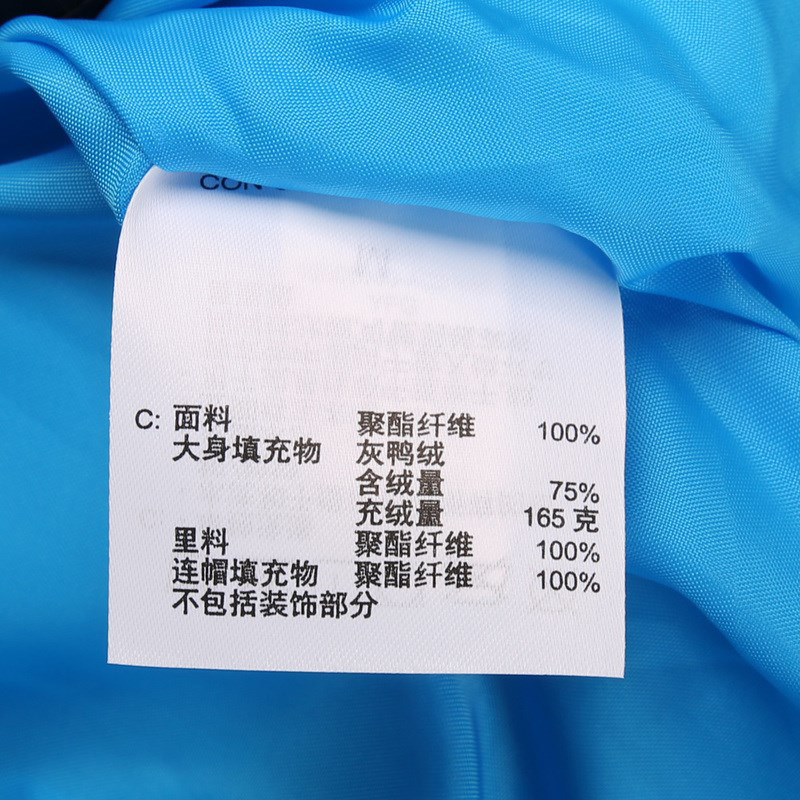 C: 面料 聚酯纤维 100%
大身填充物 灰鸭绒
含绒量 75%
充绒量 165 克
里料 聚酯纤维 100%
连帽填充物 聚酯纤维 100%
不包括装饰部分